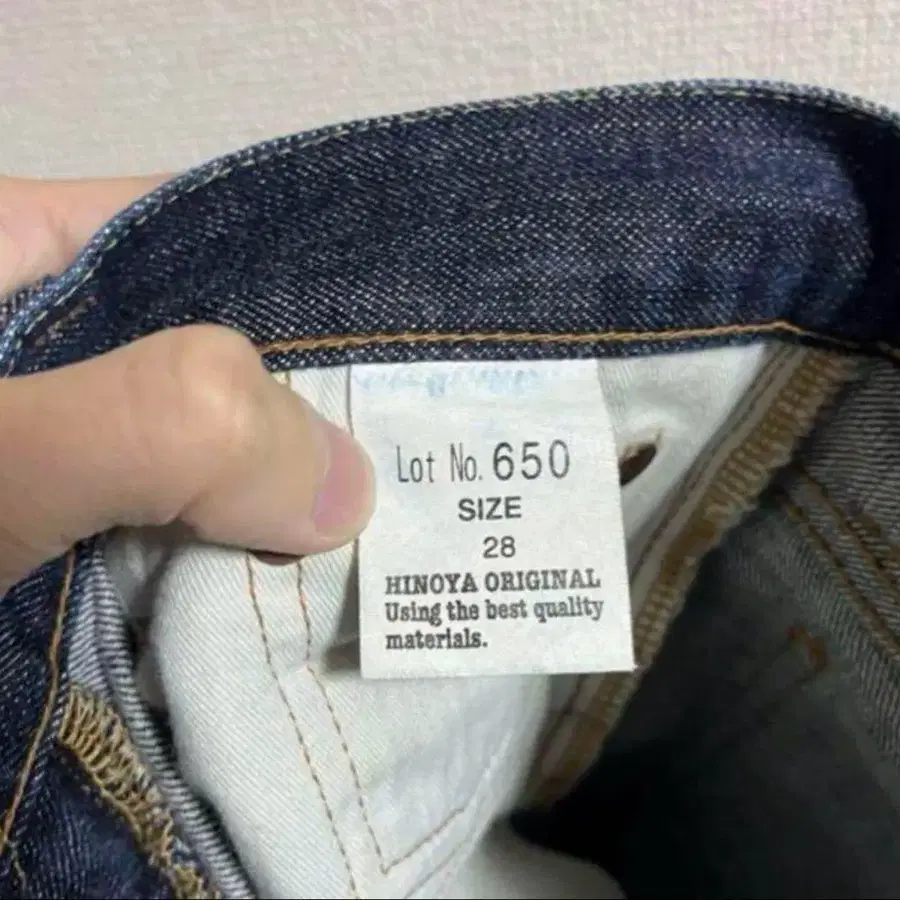 Lot No. 650
SIZE
28
HINOYA ORIGINAL
Using the best quality
materials.